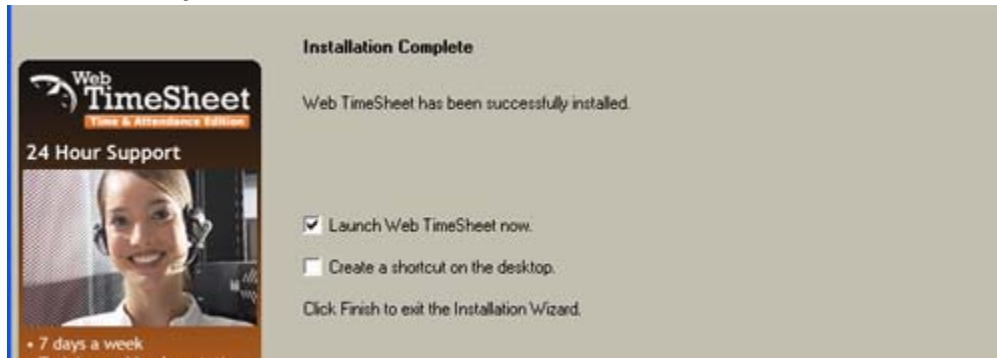 Installation Complete
Web TimeSheet has been successfully installed.
Launch Web TimeSheet now.
Create a shortcut on the desktop.
Click Finish to exit the Installation Wizard.
Web
TimeSheet
Time & Attendance Edition
24 Hour Support
• 7 days a week